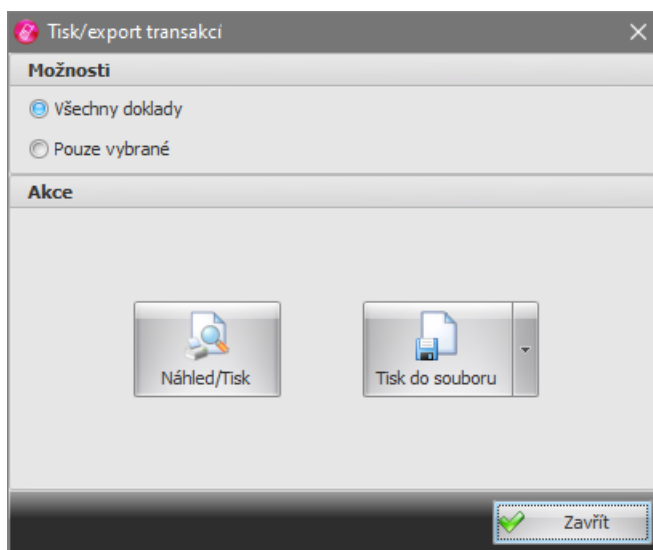 Tisk/export transakcí
Možnosti
Všechny doklady
Pouze vybrané
Akce
Náhled/Tisk
Tisk do souboru
Zavřít